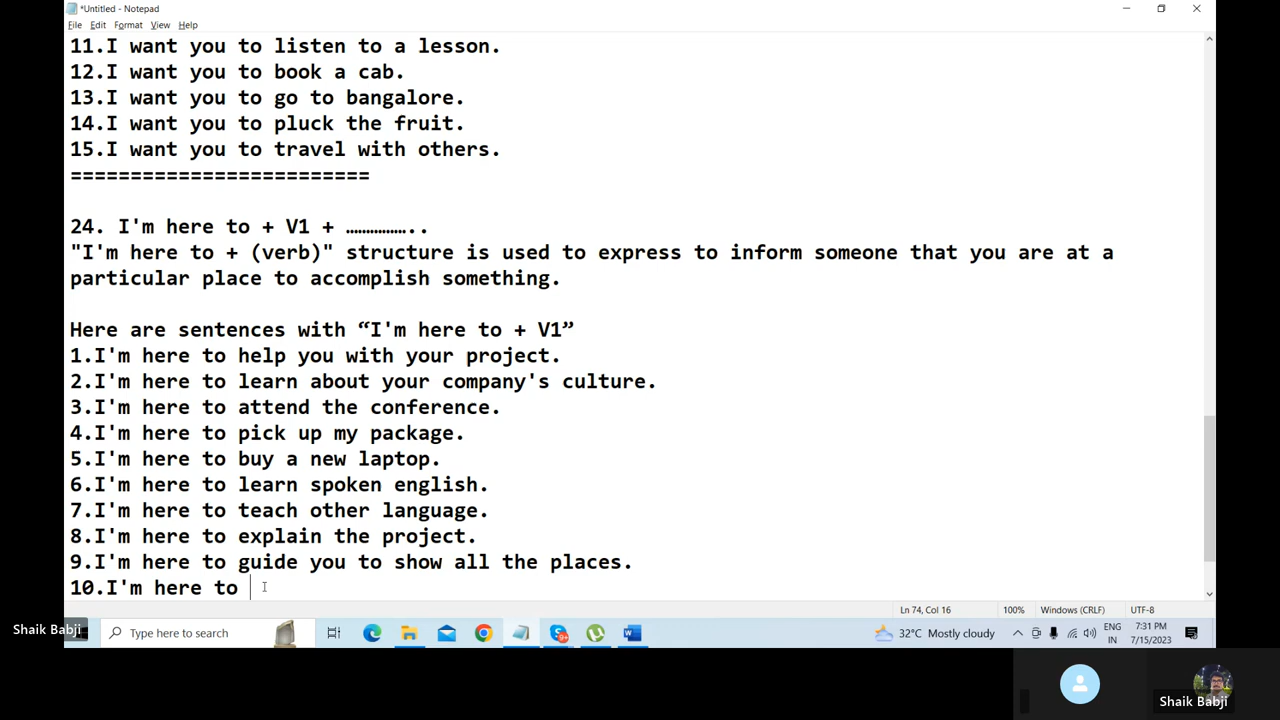 *Untitled - Notepad
File Edit Format View Help
11.I want you to listen to a lesson.
12.I want you to book a cab.
13.I want you to go to bangalore.
14.I want you to pluck the fruit.
15.I want you to travel with others.
=========================
24. I'm here to + V1 + ……………..
"I'm here to + (verb)" structure is used to express to inform someone that you are at a
particular place to accomplish something.
Here are sentences with “I'm here to + V1”
1.I'm here to help you with your project.
2.I'm here to learn about your company's culture.
3.I'm here to attend the conference.
4.I'm here to pick up my package.
5.I'm here to buy a new laptop.
6.I'm here to learn spoken english.
7.I'm here to teach other language.
8.I'm here to explain the project.
9.I'm here to guide you to show all the places.
10.I'm here to
Ln 74, Col 16 100% Windows (CRLF) UTF-8
Shaik Babji
Type here to search
32°C Mostly cloudy
ENG
IN
7:31 PM
7/15/2023
Shaik Babji